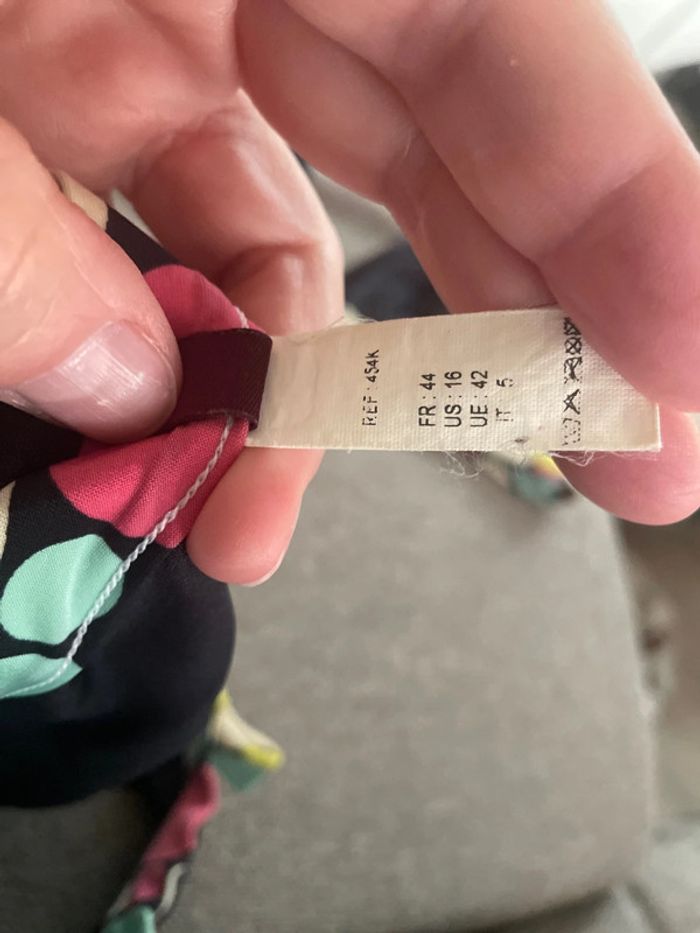 REF : 454K
FR : 44
US : 16
UE : 42
IT 5